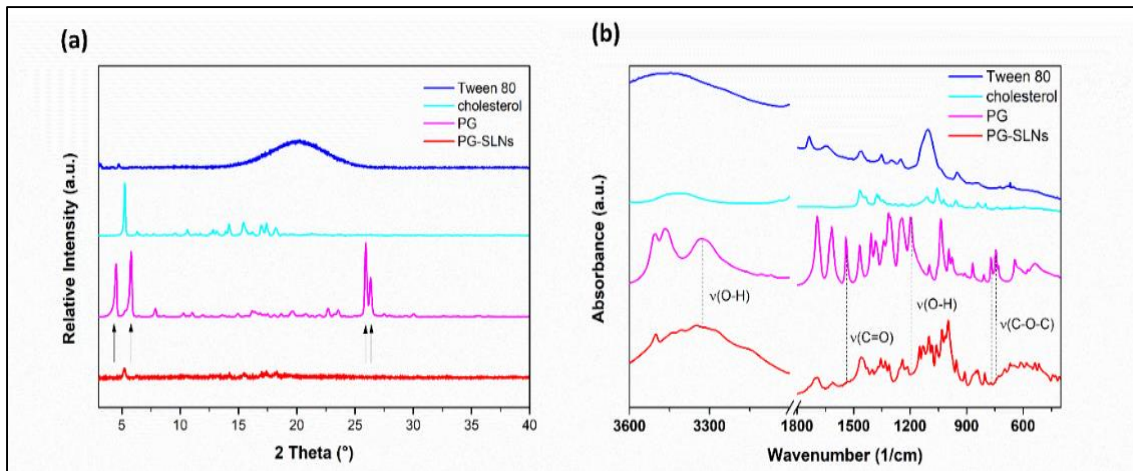 (a)
Tween 80
cholesterol
PG
PG-SLNs
Relative Intensity (a.u.)
5 10 15 20 25 30 35 40
2 Theta (°)
(b)
Tween 80
cholesterol
PG
PG-SLNs
Absorbance (a.u.)
ν(O-H)
ν(O-H)
ν(C=O)
ν(C-O-C)
3600 3300 1800 1500 1200 900 600
Wavenumber (1/cm)